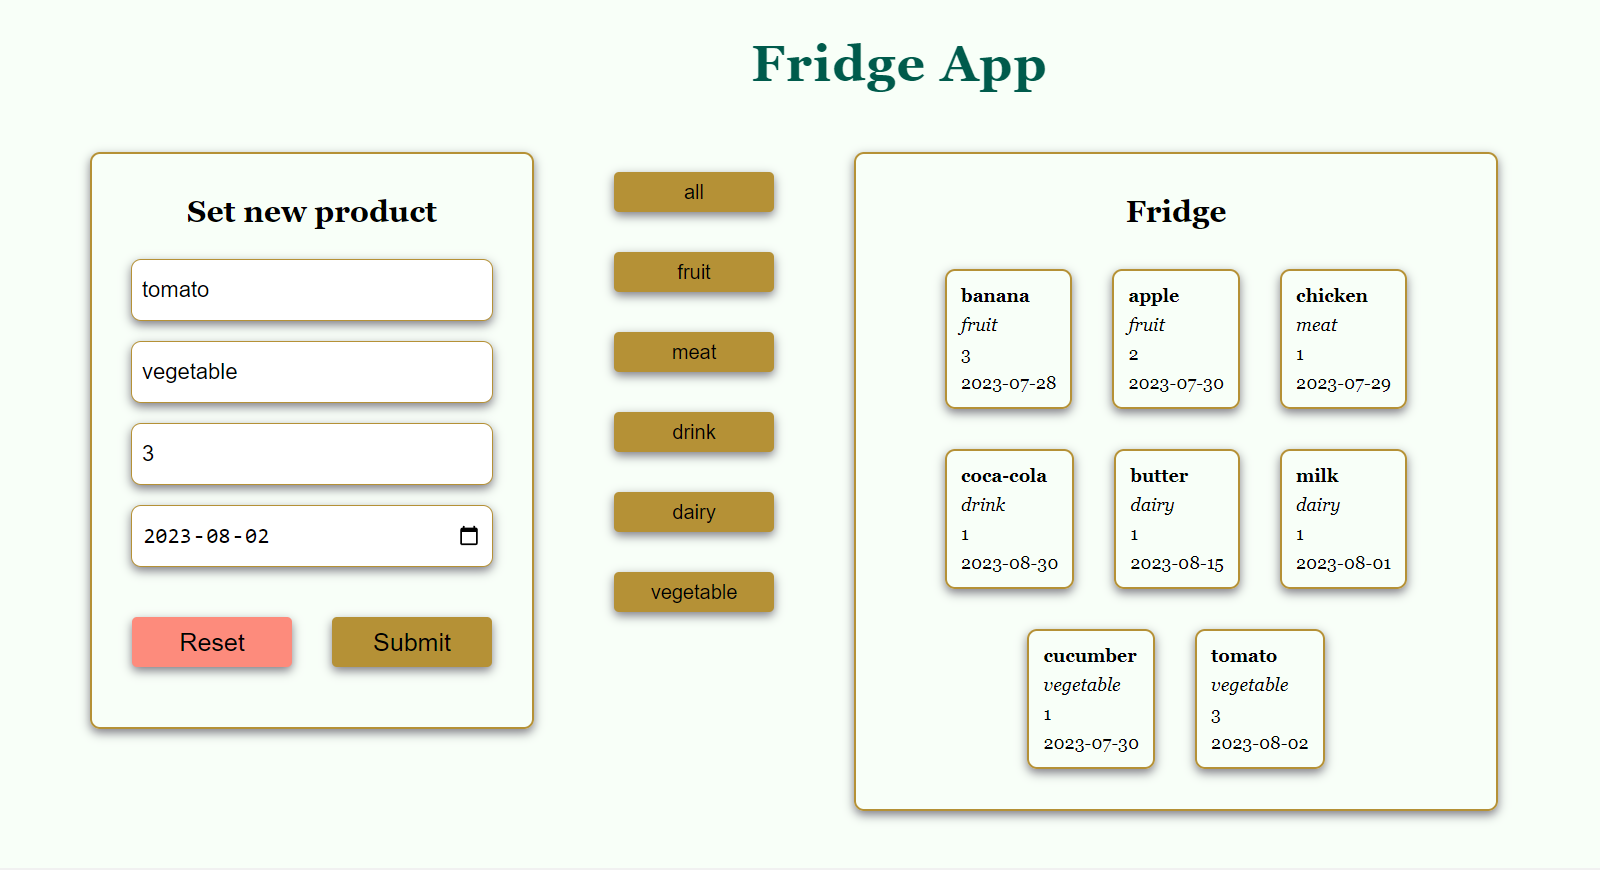 Fridge App
Set new product
tomato
vegetable
3
2023-08-02
Reset
Submit
all
fruit
meat
drink
dairy
vegetable
Fridge
banana
fruit
3
2023-07-28
apple
fruit
2
2023-07-30
chicken
meat
1
2023-07-29
coca-cola
drink
1
2023-08-30
butter
dairy
1
2023-08-15
milk
dairy
1
2023-08-01
cucumber
vegetable
1
2023-07-30
tomato
vegetable
3
2023-08-02